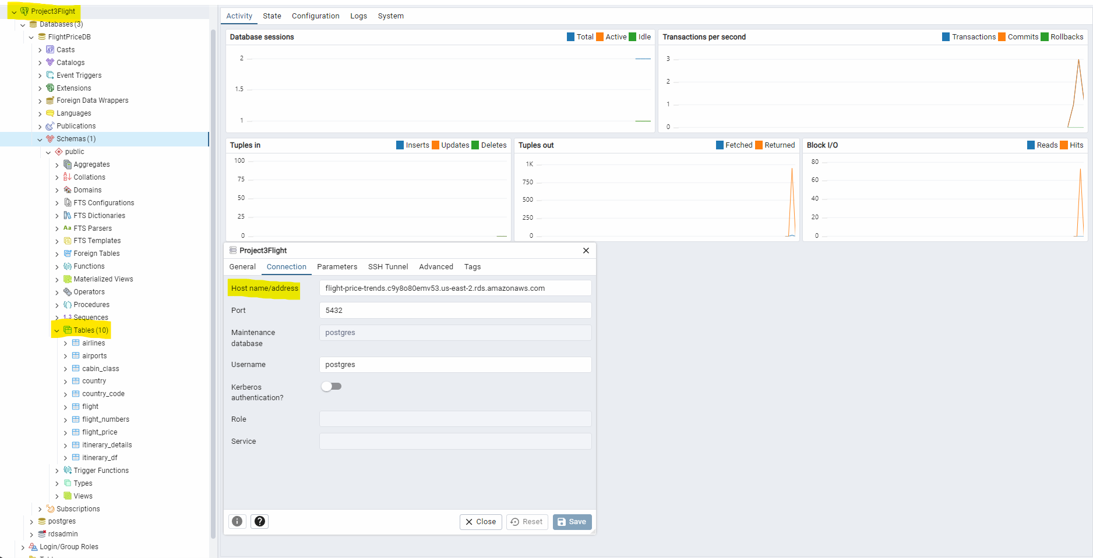 Project3Flight
Databases (3)
FlightPriceDB
Casts
Catalogs
Event Triggers
Extensions
Foreign Data Wrappers
Languages
Publications
Schemas (1)
public
Aggregates
Collations
Domains
FTS Configurations
FTS Dictionaries
Aa FTS Parsers
FTS Templates
Foreign Tables
Functions
Materialized Views
Operators
Procedures
1..3 Sequences
Tables (10)
airlines
airports
cabin_class
country
country_code
flight
flight_numbers
flight_price
itinerary_details
itinerary_df
Trigger Functions
Types
Views
Subscriptions
postgres
rdsadmin
Login/Group Roles
Activity State Configuration Logs System
Database sessions Total Active Idle
2
1.5
1
Transactions per second Transactions Commits Rollbacks
3
2
1
0
Tuples in Inserts Updates Deletes
100
75
50
25
0
Tuples out Fetched Returned
1K
750
500
250
0
Block I/O Reads Hits
80
60
40
20
0
Project3Flight
General Connection Parameters SSH Tunnel Advanced Tags
Host name/address flight-price-trends.c9y8o80emv53.us-east-2.rds.amazonaws.com
Port 5432
Maintenance database postgres
Username postgres
Kerberos authentication?
Role
Service
Close Reset Save